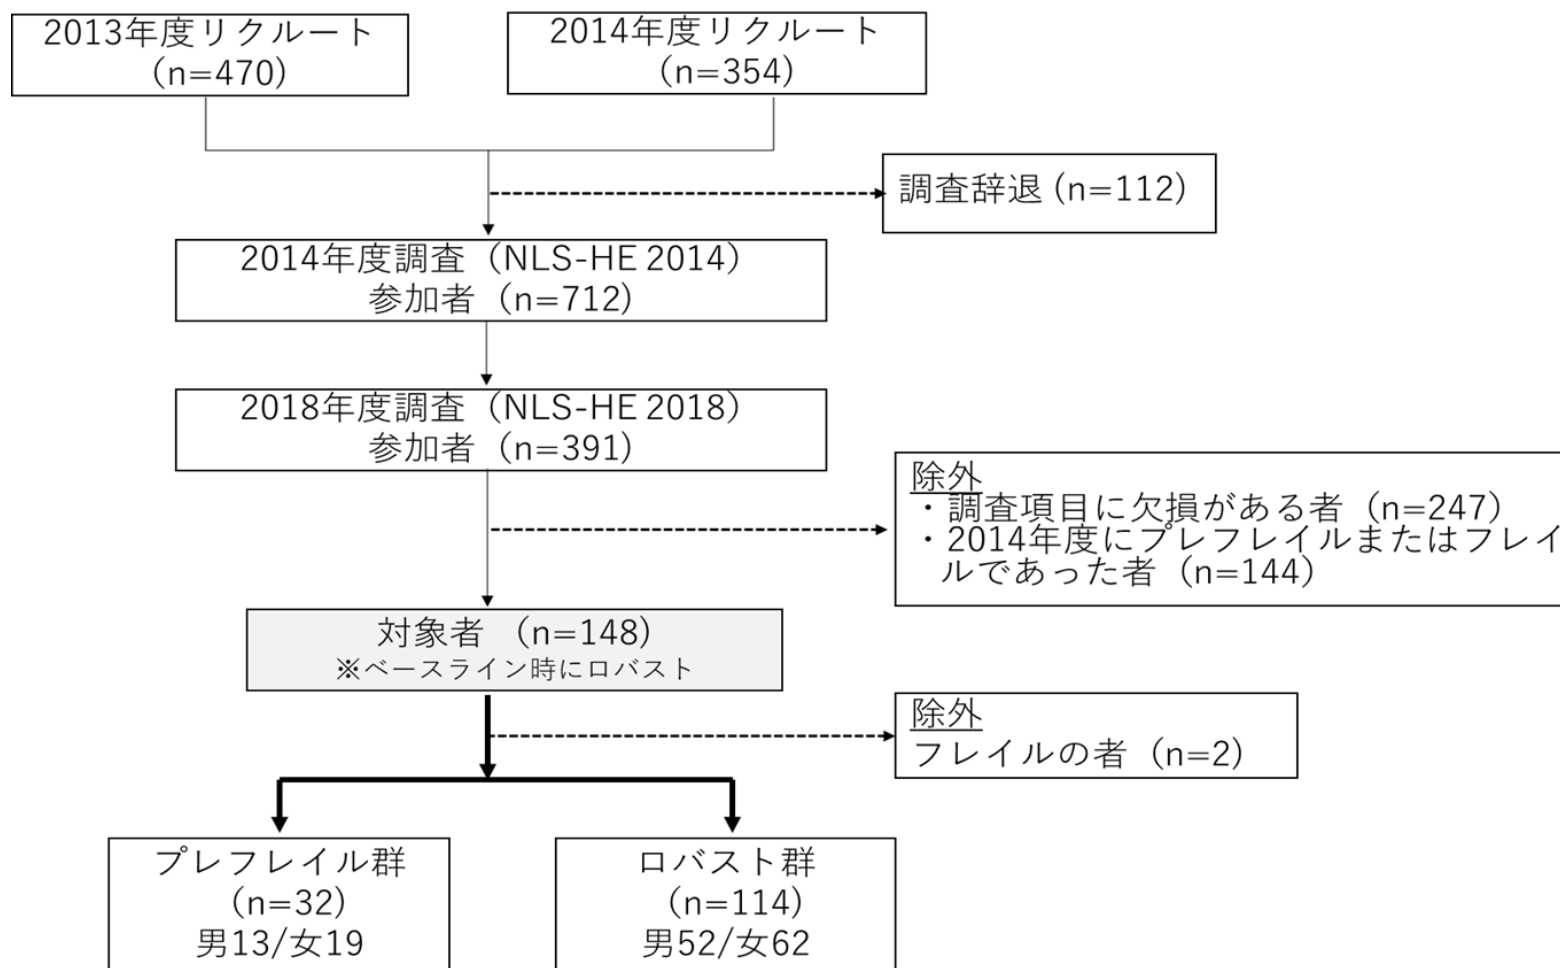 2013年度リクルート
(n=470)
2014年度リクルート
(n=354)
調査辞退 (n=112)
2014年度調査（NLS-HE 2014）
参加者（n=712)
2018年度調査（NLS-HE 2018）
参加者（n=391)
除外
・調査項目に欠損がある者（n=247）
・2014年度にプレフレイルまたはフレイ
ルであった者（n=144）
対象者 （n=148)
※ベースライン時にロバスト
除外
フレイルの者（n=2）
プレフレイル群
(n=32)
男13/女19
ロバスト群
(n=114)
男52/女62